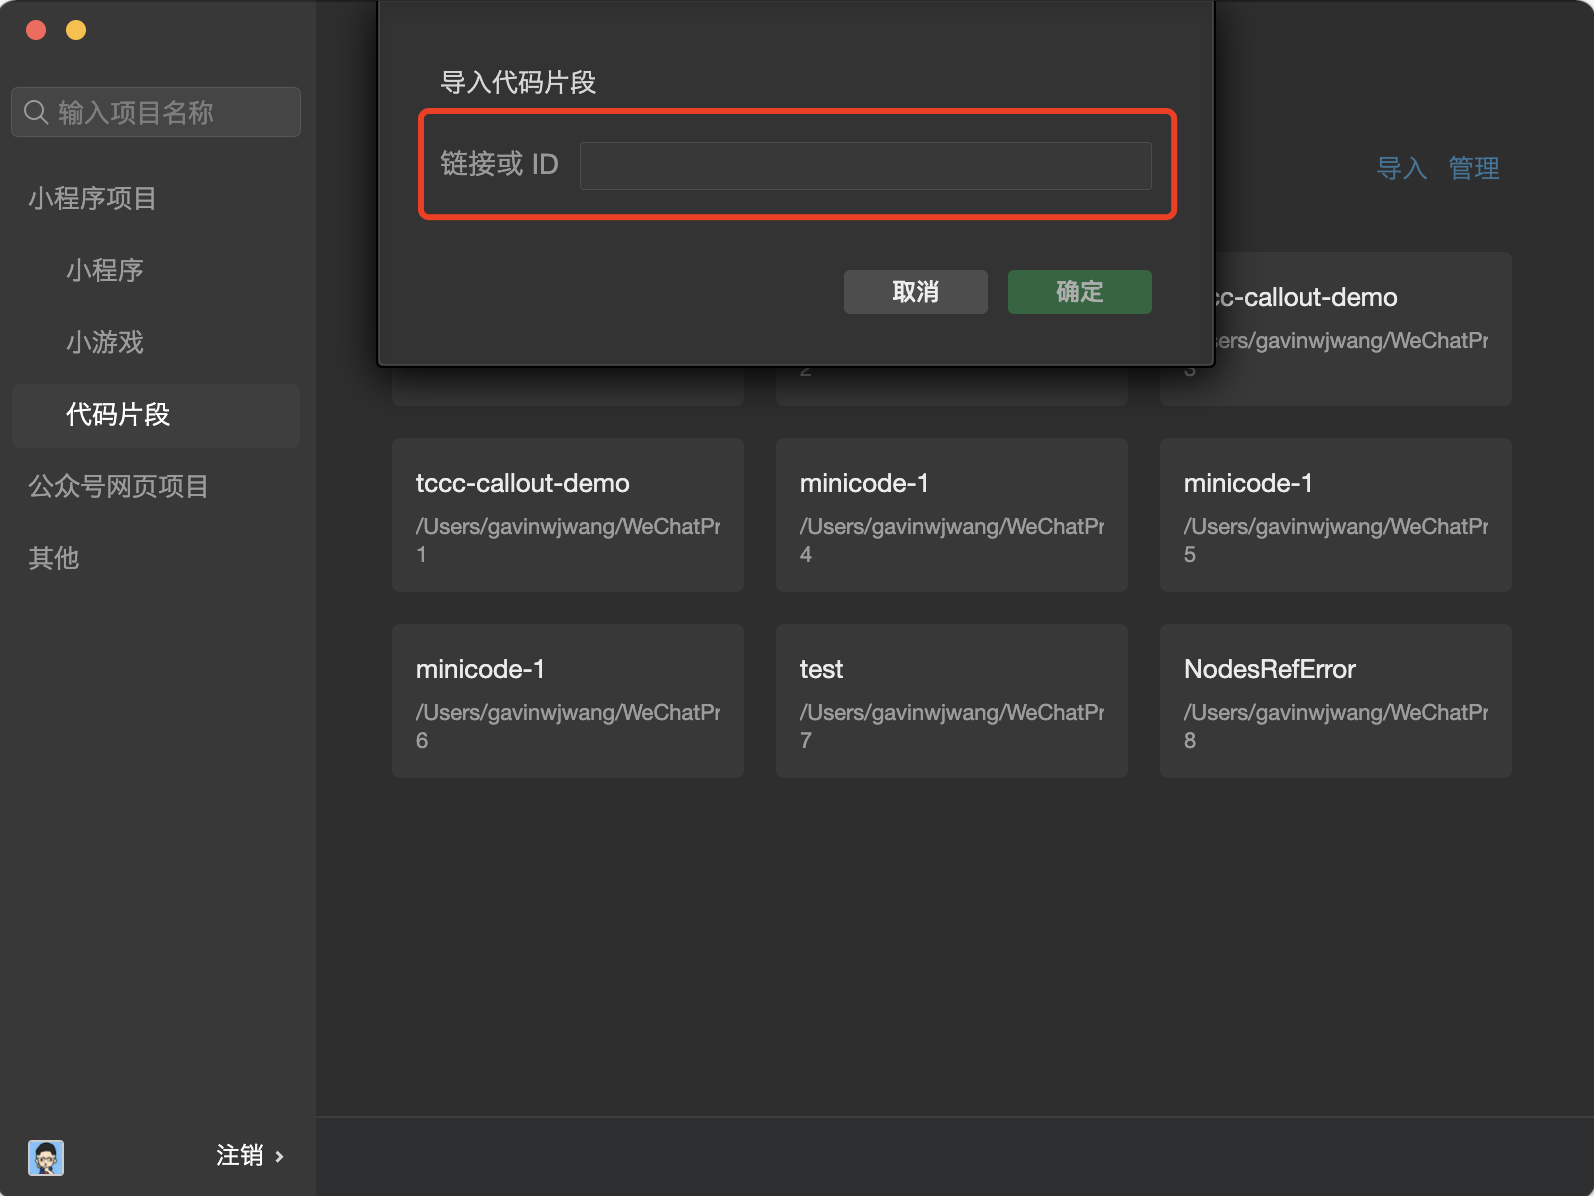 输入项目名称
小程序项目
小程序
小游戏
代码片段
公众号网页项目
其他
注销
导入代码片段
链接或 ID
取消
确定
导入 管理
2
cc-callout-demo
sers/gavinwjwang/WeChatPr
3
tccc-callout-demo
/Users/gavinwjwang/WeChatPr
1
minicode-1
/Users/gavinwjwang/WeChatPr
4
minicode-1
/Users/gavinwjwang/WeChatPr
5
minicode-1
/Users/gavinwjwang/WeChatPr
6
test
/Users/gavinwjwang/WeChatPr
7
NodesRefError
/Users/gavinwjwang/WeChatPr
8